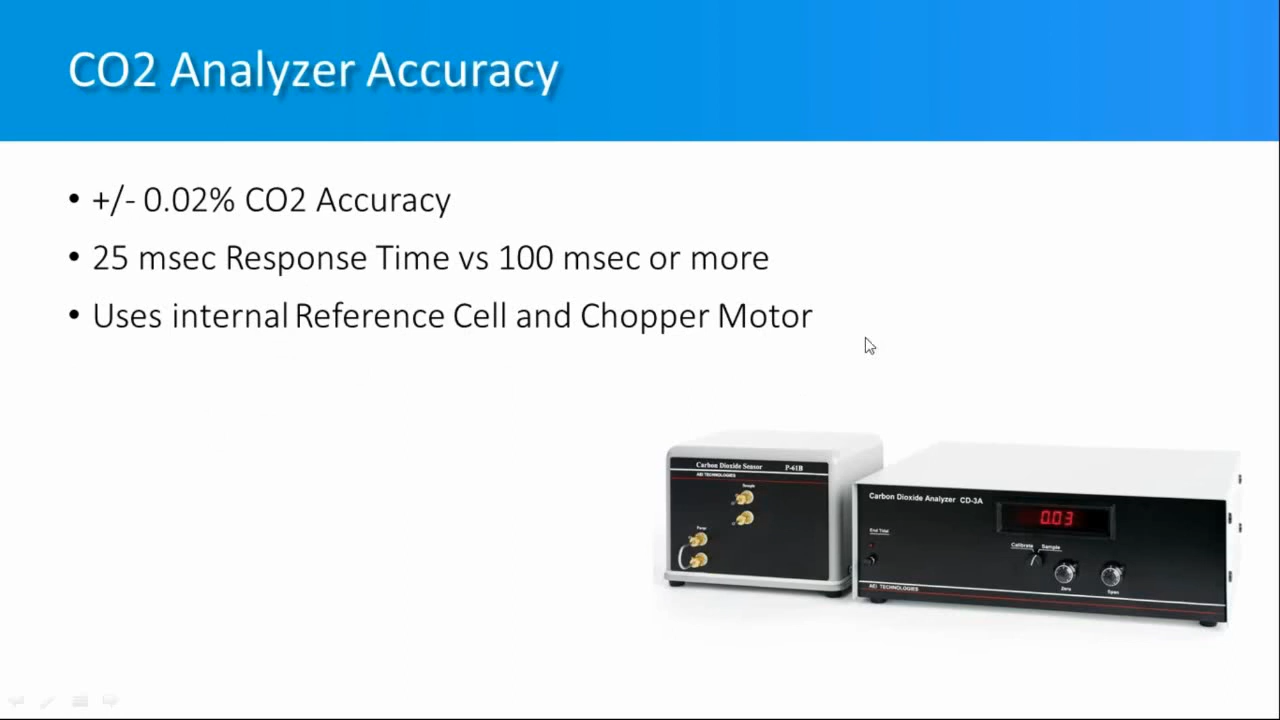 CO2 Analyzer Accuracy
• +/- 0.02% CO2 Accuracy
• 25 msec Response Time vs 100 msec or more
• Uses internal Reference Cell and Chopper Motor
Carbon Dioxide Sensor P-61B
AEI TECHNOLOGIES
Sample
Purge
Carbon Dioxide Analyzer CD-3A
0.03
End Tidal
Calibrate Sample
Zero Span
AEI TECHNOLOGIES